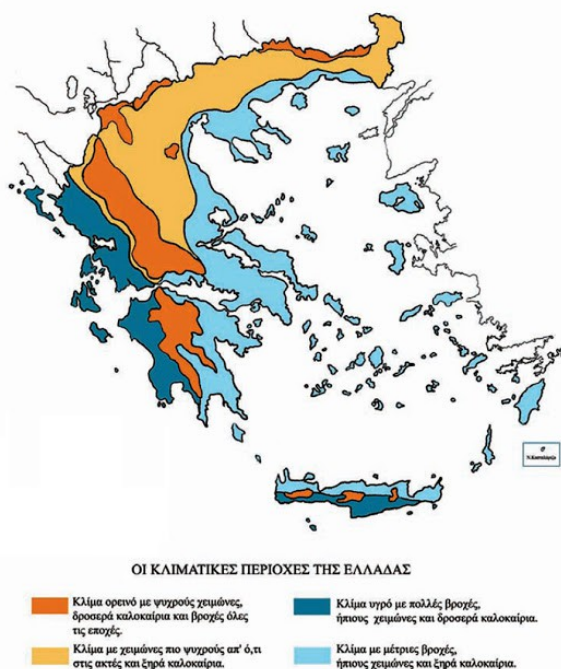 Ν.Καστελόριζο
ΟΙ ΚΛΙΜΑΤΙΚΕΣ ΠΕΡΙΟΧΕΣ ΤΗΣ ΕΛΛΑΔΑΣ
Κλίμα ορεινό με ψυχρούς χειμώνες,
δροσερά καλοκαίρια και βροχές όλες
τις εποχές.
Κλίμα με χειμώνες πιο ψυχρούς απ' ό,τι
στις ακτές και ξηρά καλοκαίρια.
Κλίμα υγρό με πολλές βροχές,
ήπιους χειμώνες και δροσερά καλοκαίρια.
Κλίμα με μέτριες βροχές,
ήπιους χειμώνες και ξηρά καλοκαίρια.